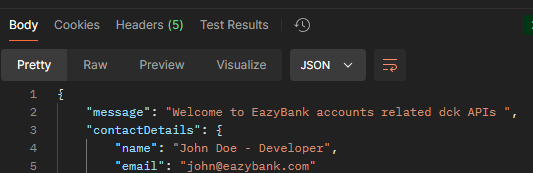 Body Cookies Headers (5) Test Results
Pretty Raw Preview Visualize JSON
1 {
2 "message": "Welcome to EazyBank accounts related dck APIs ",
3 "contactDetails": {
4 "name": "John Doe - Developer",
5 "email": "john@eazybank.com"